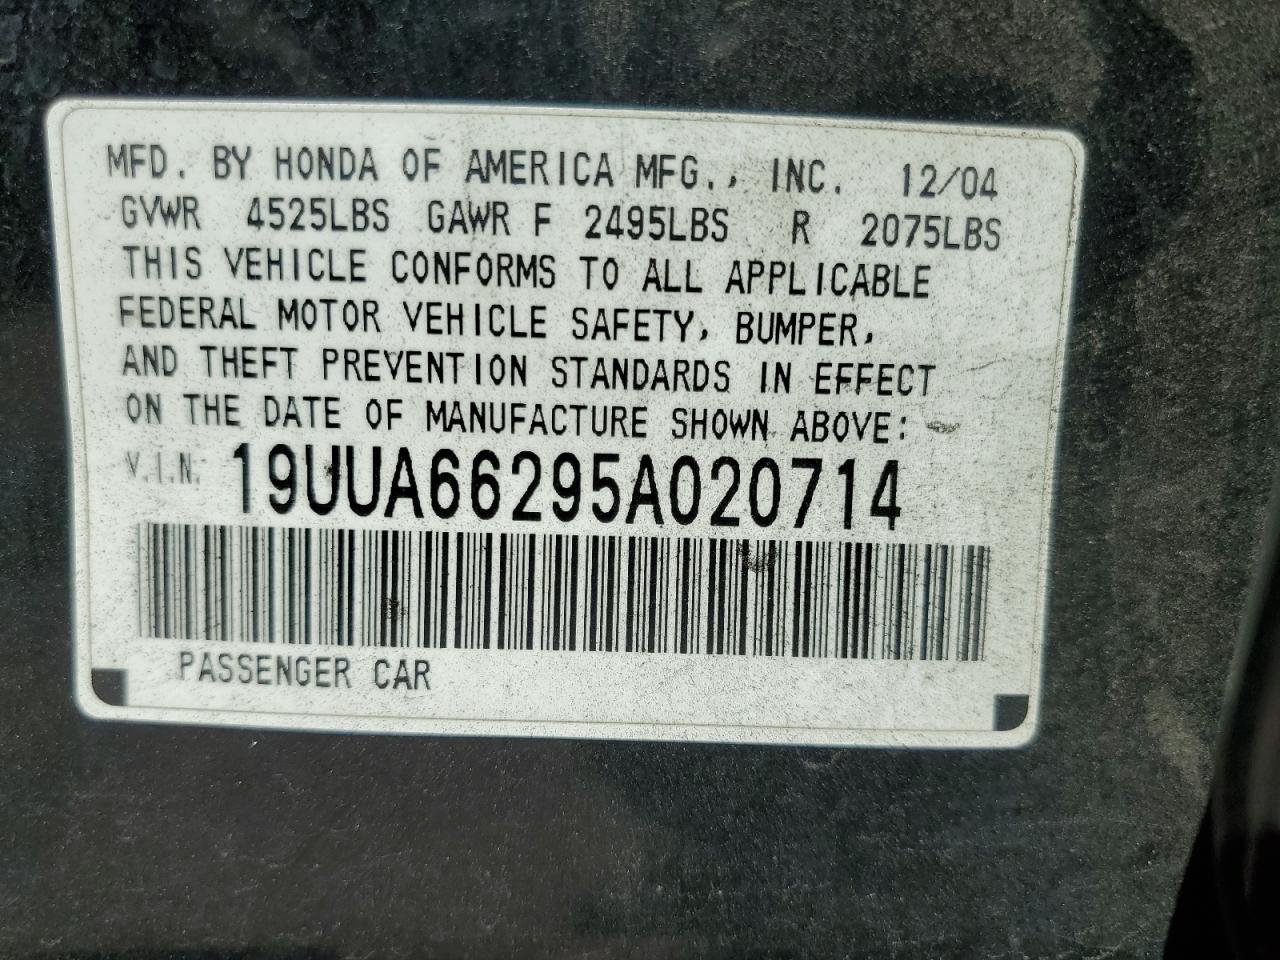 MFD. BY HONDA OF AMERICA MFG., INC. 12/04
GVWR 4525LBS GAWR F 2495LBS R 2075LBS
THIS VEHICLE CONFORMS TO ALL APPLICABLE
FEDERAL MOTOR VEHICLE SAFETY, BUMPER,
AND THEFT PREVENTION STANDARDS IN EFFECT
ON THE DATE OF MANUFACTURE SHOWN ABOVE:
V.I.N: 19UUA66295A020714
PASSENGER CAR